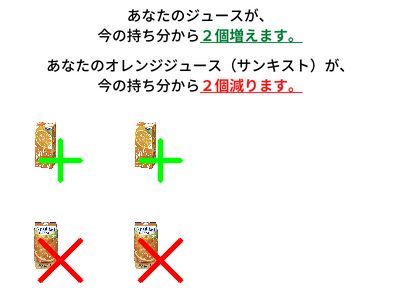 あなたのジュースが、
今の持ち分から２個増えます。
あなたのオレンジジュース（サンキスト）が、
今の持ち分から２個減ります。